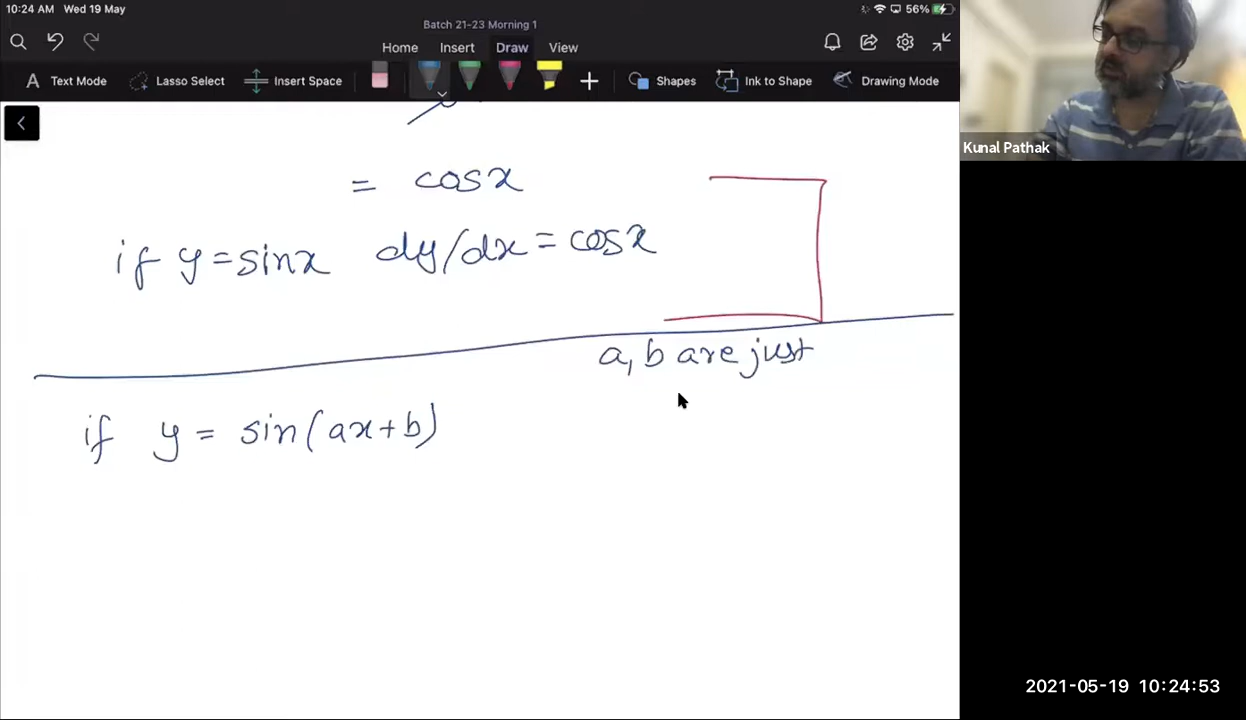 10:24 AM Wed 19 May
56%
Batch 21-23 Morning 1
Home Insert Draw View
Text Mode Lasso Select Insert Space Shapes Ink to Shape Drawing Mode
Kunal Pathak
= cosx
if y=sinx dy/dx = cosx
a, b are just
if y = sin(ax+b)
2021-05-19 10:24:53